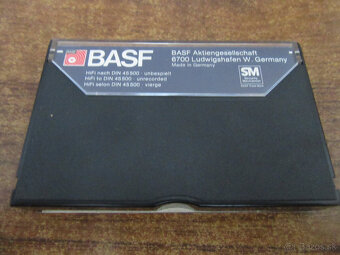 BASF
BASF Aktiengesellschaft
6700 Ludwigshafen W. Germany
Made in Germany
HiFi nach DIN 45 500 · unbespielt
HiFi to DIN 45 500 · unrecorded
HiFi selon DIN 45 500 · vierge
SM